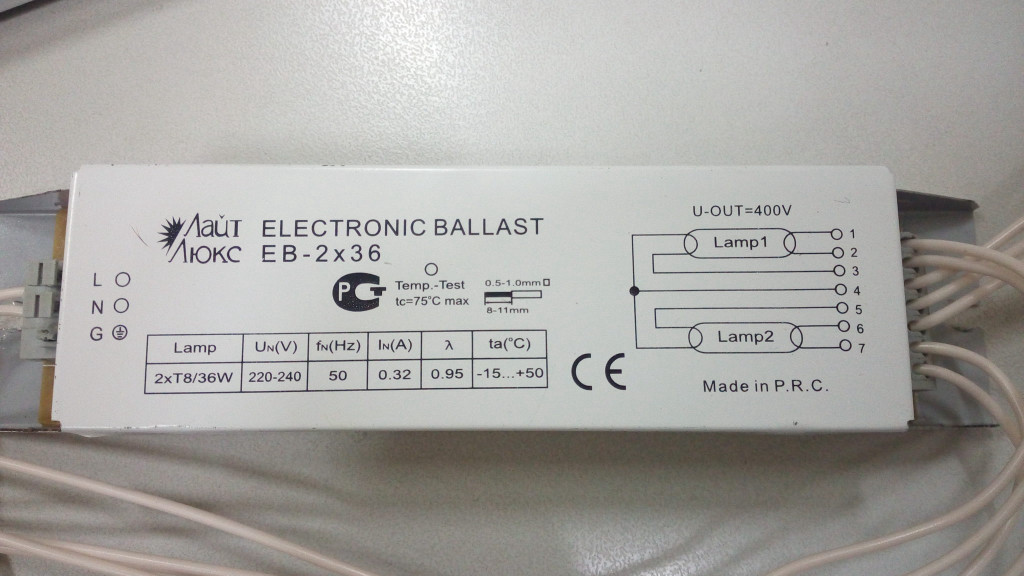 Лайт
Люкс
ELECTRONIC BALLAST
EB-2x36
L
N
G
РСТ
Temp.-Test
tc=75°C max
0.5-1.0mm
8-11mm
Lamp UN(V) fN(Hz) IN(A) λ ta(°C)
2xT8/36W 220-240 50 0.32 0.95 -15...+50
CE
U-OUT=400V
Lamp1
1
2
3
4
5
6
Lamp2
7
Made in P.R.C.